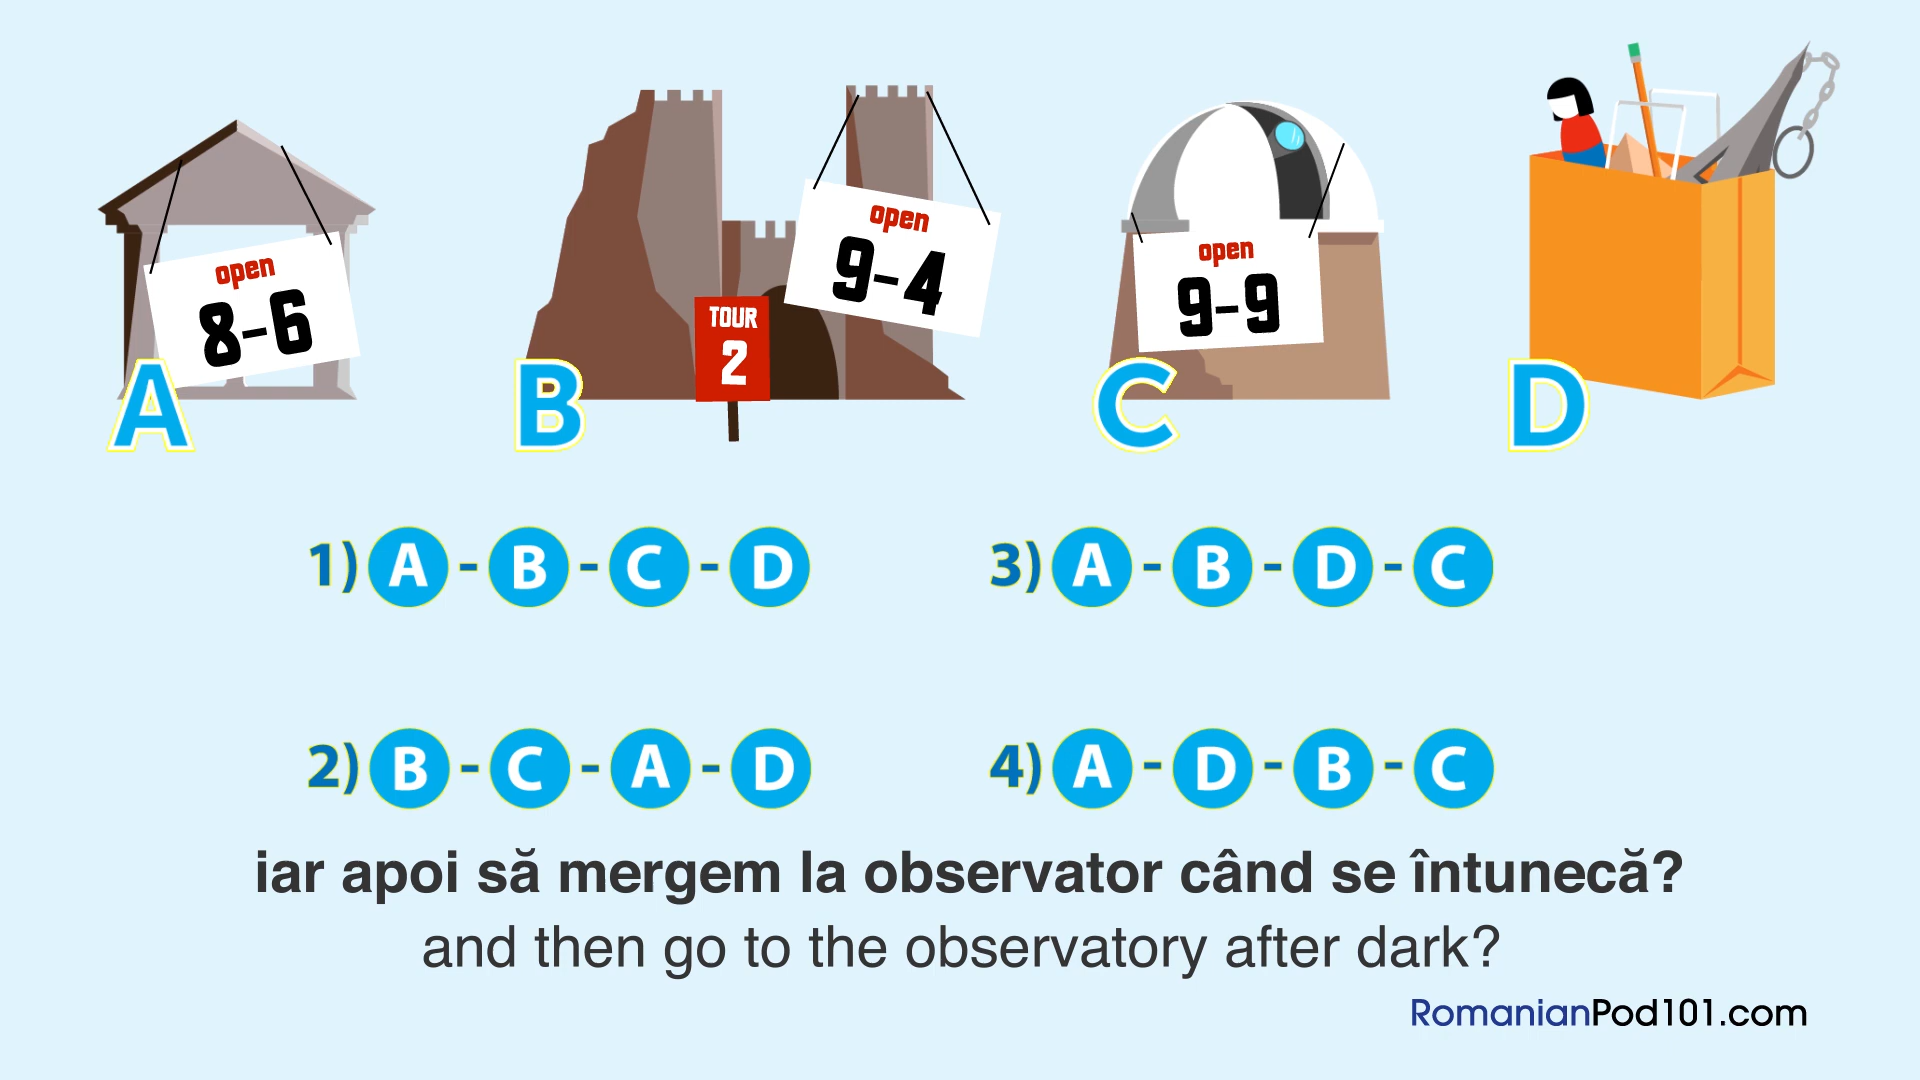 open
8-6
A
open
9-4
TOUR
2
B
open
9-9
C
D
1) A - B - C - D
3) A - B - D - C
2) B - C - A - D
4) A - D - B - C
iar apoi să mergem la observator când se întunecă?
and then go to the observatory after dark?
RomanianPod101.com